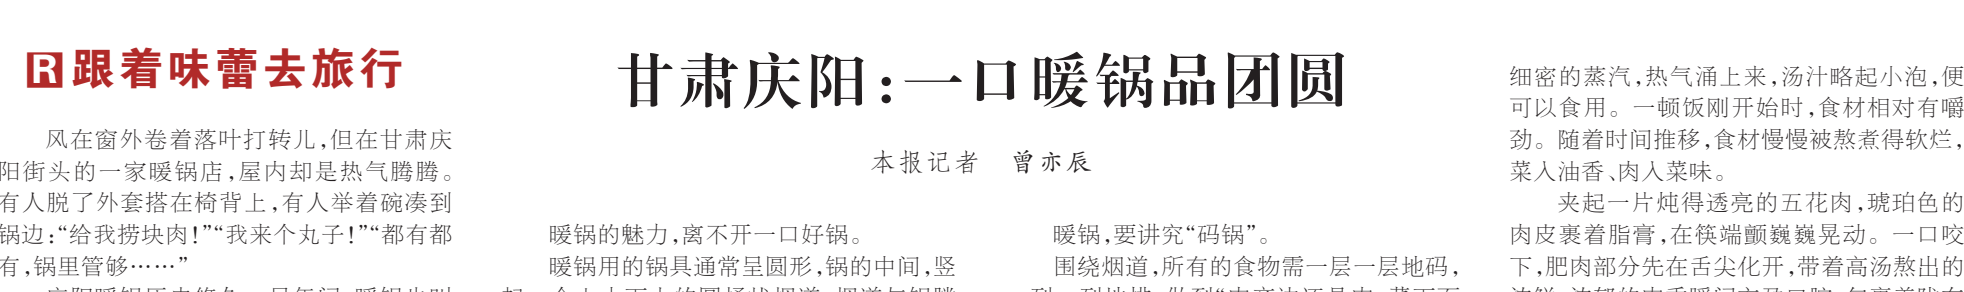 R跟着味蕾去旅行
甘肃庆阳:一口暖锅品团圆
本报记者 曾亦辰
风在窗外卷着落叶打转儿,但在甘肃庆
阳街头的一家暖锅店,屋内却是热气腾腾。
有人脱了外套搭在椅背上,有人举着碗凑到
锅边:“给我捞块肉!”“我来个丸子!”“都有都
有,锅里管够……”
暖锅的魅力,离不开一口好锅。
暖锅用的锅具通常呈圆形,锅的中间,竖
暖锅,要讲究“码锅”。
围绕烟道,所有的食物需一层一层地码,
细密的蒸汽,热气涌上来,汤汁略起小泡,便
可以食用。一顿饭刚开始时,食材相对有嚼
劲。随着时间推移,食材慢慢被熬煮得软烂,
菜入油香、肉入菜味。
夹起一片炖得透亮的五花肉,琥珀色的
肉皮裹着脂膏,在筷端颤巍巍晃动。一口咬
下,肥肉部分先在舌尖化开,带着高汤熬出的